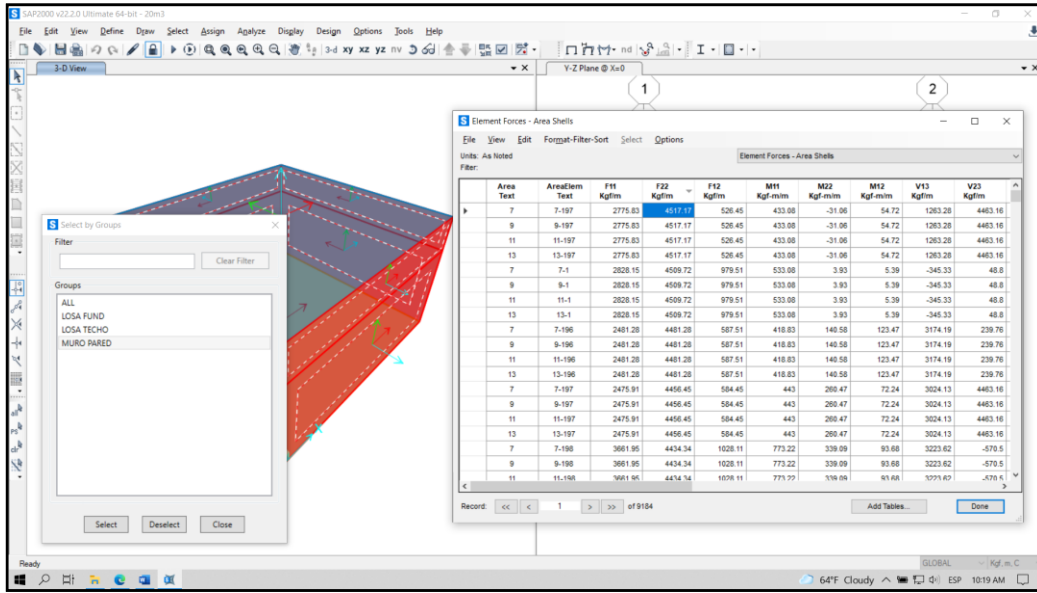 SAP2000 v22.2.0 Ultimate 64-bit - 20m3
File Edit View Define Draw Select Assign Analyze Display Design Options Tools Help
3-d xy xz yz nv nd
3-D View
Y-Z Plane @ X=0
1 2
Select by Groups
Filter
Clear Filter
Groups
ALL
LOSA FUND
LOSA TECHO
MURO PARED
Select Deselect Close
Element Forces - Area Shells
File View Edit Format-Filter-Sort Select Options
Units: As Noted Element Forces - Area Shells
Filter:
Area AreaElem F11 F22 F12 M11 M22 M12 V13 V23
Text Text Kgf/m Kgf/m Kgf/m Kgf-m/m Kgf-m/m Kgf-m/m Kgf/m Kgf/m
7 7-197 2775.83 4517.17 526.45 433.08 -31.06 54.72 1263.28 4463.16
9 9-197 2775.83 4517.17 526.45 433.08 -31.06 54.72 1263.28 4463.16
11 11-197 2775.83 4517.17 526.45 433.08 -31.06 54.72 1263.28 4463.16
13 13-197 2775.83 4517.17 526.45 433.08 -31.06 54.72 1263.28 4463.16
7 7-1 2828.15 4509.72 979.51 533.08 3.93 5.39 -345.33 48.8
9 9-1 2828.15 4509.72 979.51 533.08 3.93 5.39 -345.33 48.8
11 11-1 2828.15 4509.72 979.51 533.08 3.93 5.39 -345.33 48.8
13 13-1 2828.15 4509.72 979.51 533.08 3.93 5.39 -345.33 48.8
7 7-196 2481.28 4481.28 587.51 418.83 140.58 123.47 3174.19 239.76
9 9-196 2481.28 4481.28 587.51 418.83 140.58 123.47 3174.19 239.76
11 11-196 2481.28 4481.28 587.51 418.83 140.58 123.47 3174.19 239.76
13 13-196 2481.28 4481.28 587.51 418.83 140.58 123.47 3174.19 239.76
7 7-197 2475.91 4456.45 584.45 443 260.47 72.24 3024.13 4463.16
9 9-197 2475.91 4456.45 584.45 443 260.47 72.24 3024.13 4463.16
11 11-197 2475.91 4456.45 584.45 443 260.47 72.24 3024.13 4463.16
13 13-197 2475.91 4456.45 584.45 443 260.47 72.24 3024.13 4463.16
7 7-198 3661.95 4434.34 1028.11 773.22 339.09 93.68 3223.62 -570.5
9 9-198 3661.95 4434.34 1028.11 773.22 339.09 93.68 3223.62 -570.5
11 11-198 3661.95 4434.34 1028.11 773.22 339.09 93.68 3223.62 -570.5
Record: << < 1 > >> of 9184 Add Tables... Done
Ready GLOBAL Kgf, m, C
64°F Cloudy ESP 10:19 AM